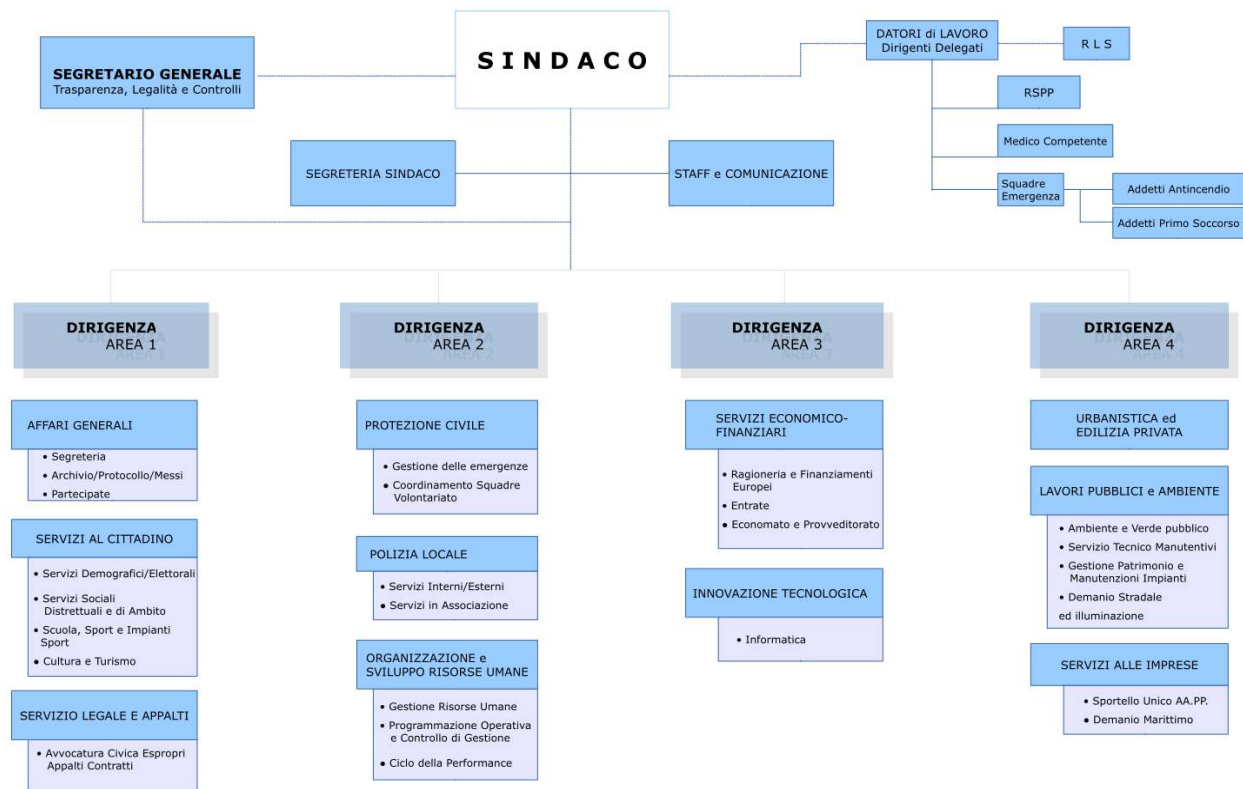 SINDACO
SEGRETARIO GENERALE
Trasparenza, Legalità e Controlli
DATORI di LAVORO
Dirigenti Delegati
R L S
RSPP
Medico Competente
Squadre
Emergenza
Addetti Antincendio
Addetti Primo Soccorso
SEGRETERIA SINDACO
STAFF e COMUNICAZIONE
DIRIGENZA
AREA 1
AFFARI GENERALI
• Segreteria
• Archivio/Protocollo/Messi
• Partecipate
SERVIZI AL CITTADINO
• Servizi Demografici/Elettorali
• Servizi Sociali
Distrettuali e di Ambito
• Scuola, Sport e Impianti
Sport
• Cultura e Turismo
SERVIZIO LEGALE E APPALTI
• Avvocatura Civica Espropri
Appalti Contratti
DIRIGENZA
AREA 2
PROTEZIONE CIVILE
• Gestione delle emergenze
• Coordinamento Squadre
Volontariato
POLIZIA LOCALE
• Servizi Interni/Esterni
• Servizi in Associazione
ORGANIZZAZIONE e
SVILUPPO RISORSE UMANE
• Gestione Risorse Umane
• Programmazione Operativa
e Controllo di Gestione
• Ciclo della Performance
DIRIGENZA
AREA 3
SERVIZI ECONOMICO-
FINANZIARI
• Ragioneria e Finanziamenti
Europei
• Entrate
• Economato e Provveditorato
INNOVAZIONE TECNOLOGICA
• Informatica
DIRIGENZA
AREA 4
URBANISTICA ed
EDILIZIA PRIVATA
LAVORI PUBBLICI e AMBIENTE
• Ambiente e Verde pubblico
• Servizio Tecnico Manutentivi
• Gestione Patrimonio e
Manutenzioni Impianti
• Demanio Stradale
ed illuminazione
SERVIZI ALLE IMPRESE
• Sportello Unico AA.PP.
• Demanio Marittimo